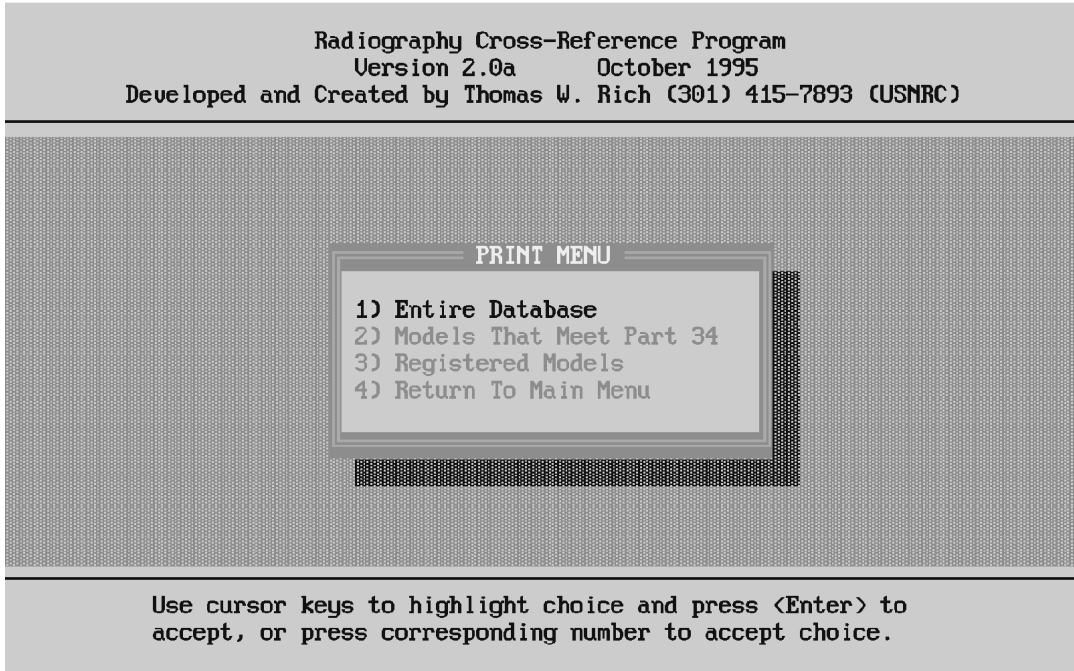 Radiography Cross-Reference Program
Version 2.0a October 1995
Developed and Created by Thomas W. Rich (301) 415-7893 (USNRC)
PRINT MENU
1) Entire Database
2) Models That Meet Part 34
3) Registered Models
4) Return To Main Menu
Use cursor keys to highlight choice and press <Enter> to
accept, or press corresponding number to accept choice.